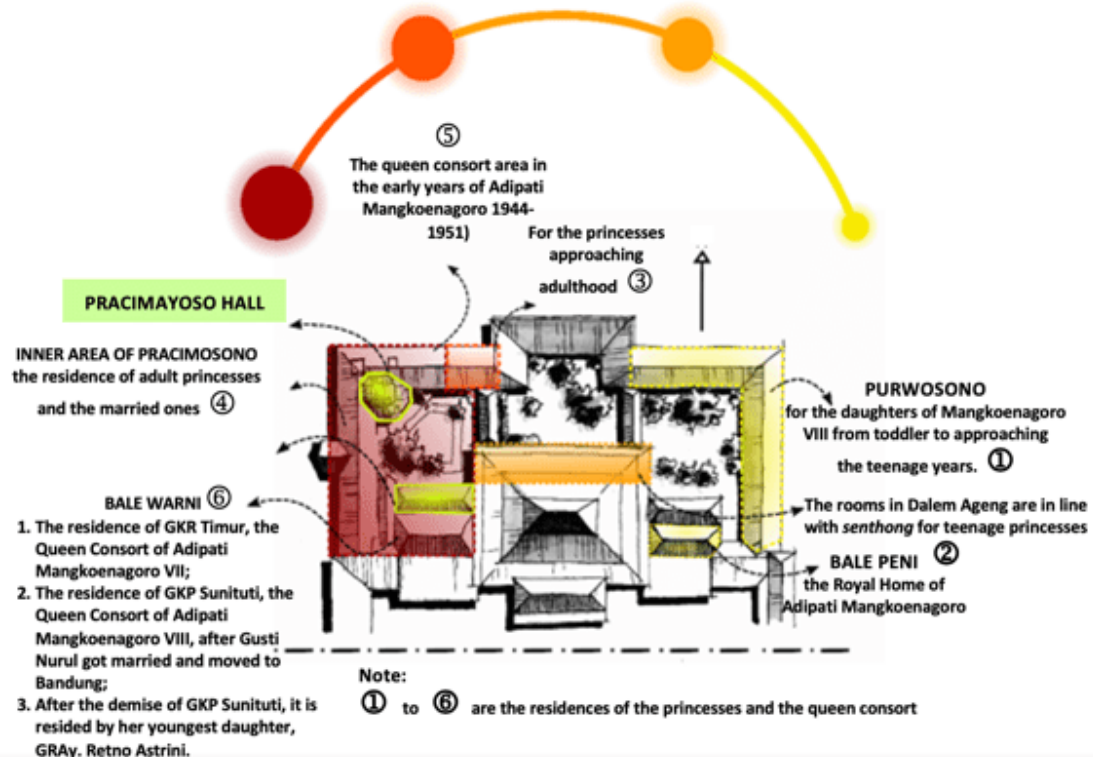 ⑤
The queen consort area in
the early years of Adipati
Mangkoenagoro 1944-
1951)
For the princesses
approaching
adulthood ③
PRACIMAYOSO HALL
INNER AREA OF PRACIMOSONO
the residence of adult princesses
and the married ones ④
PURWOSONO
for the daughters of Mangkoenagoro
VIII from toddler to approaching
the teenage years. ①
The rooms in Dalem Ageng are in line
with senthong for teenage princesses
②
BALE PENI
the Royal Home of
Adipati Mangkoenagoro
BALE WARNI ⑥
1. The residence of GKR Timur, the
Queen Consort of Adipati
Mangkoenagoro VII;
2. The residence of GKP Sunituti, the
Queen Consort of Adipati
Mangkoenagoro VIII, after Gusti
Nurul got married and moved to
Bandung;
3. After the demise of GKP Sunituti, it is
resided by her youngest daughter,
GRAy. Retno Astrini.
Note:
① to ⑥ are the residences of the princesses and the queen consort